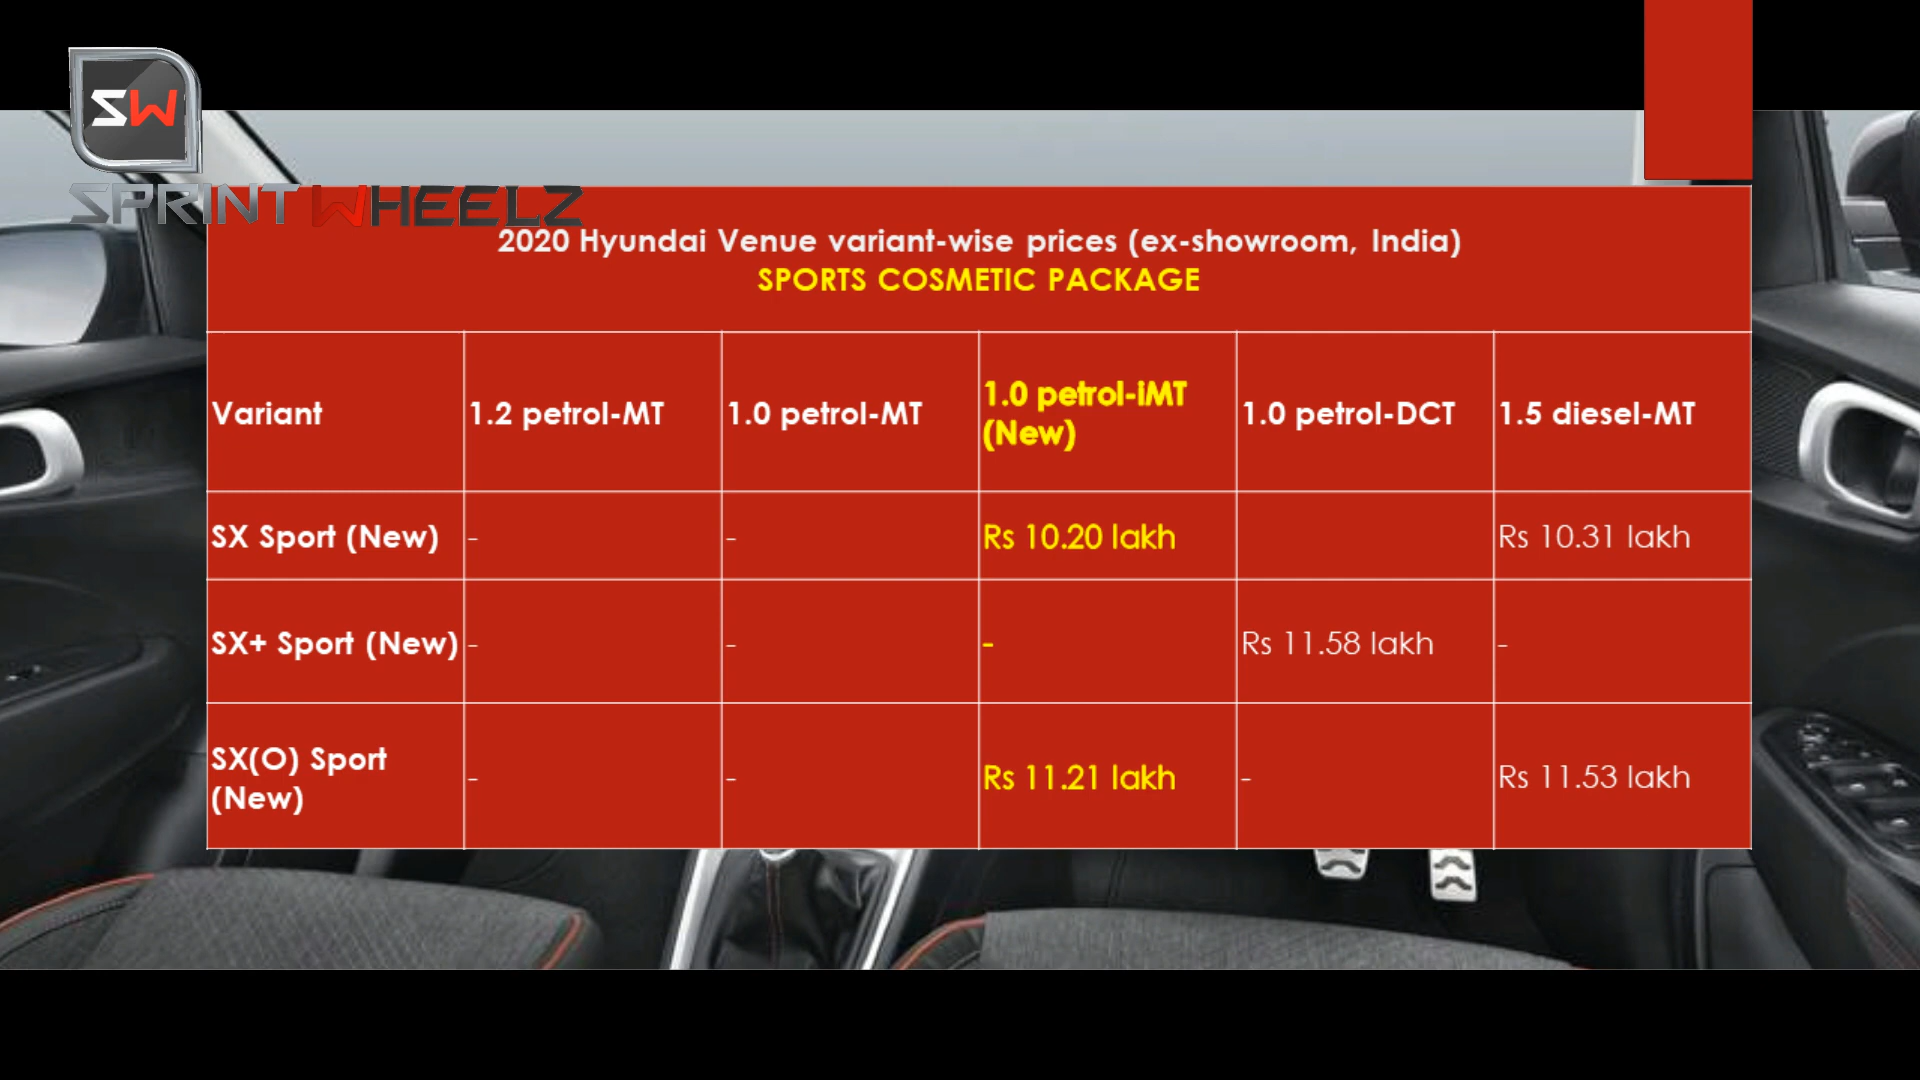 SW
SPRINT WHEELZ
2020 Hyundai Venue variant-wise prices (ex-showroom, India)
SPORTS COSMETIC PACKAGE
Variant
1.2 petrol-MT
1.0 petrol-MT
1.0 petrol-iMT
(New)
1.0 petrol-DCT
1.5 diesel-MT
SX Sport (New)
-
-
Rs 10.20 lakh
Rs 10.31 lakh
SX+ Sport (New)
-
-
-
Rs 11.58 lakh
-
SX(O) Sport
(New)
-
-
Rs 11.21 lakh
-
Rs 11.53 lakh